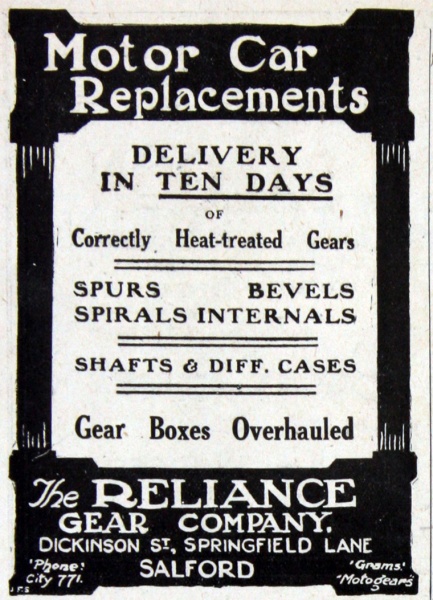 Motor Car
Replacements
DELIVERY
IN TEN DAYS
OF
Correctly Heat-treated Gears
SPURS BEVELS
SPIRALS INTERNALS
SHAFTS & DIFF. CASES
Gear Boxes Overhauled
The RELIANCE
GEAR COMPANY.
DICKINSON ST, SPRINGFIELD LANE
SALFORD
'Phone:
City 771.
'Grams:
"Motogears"